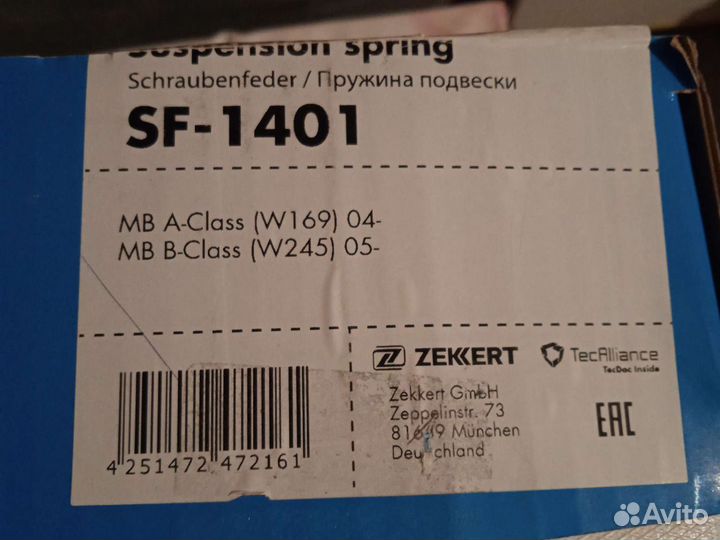 Suspension spring
Schraubenfeder / Пружина подвески
SF-1401
MB A-Class (W169) 04-
MB B-Class (W245) 05-
ZEKKERT
TecAlliance
TecDoc Inside
Zekkert GmbH
Zeppelinstr. 73
81669 München
Deutschland
EAC
4 251472 472161
Avito